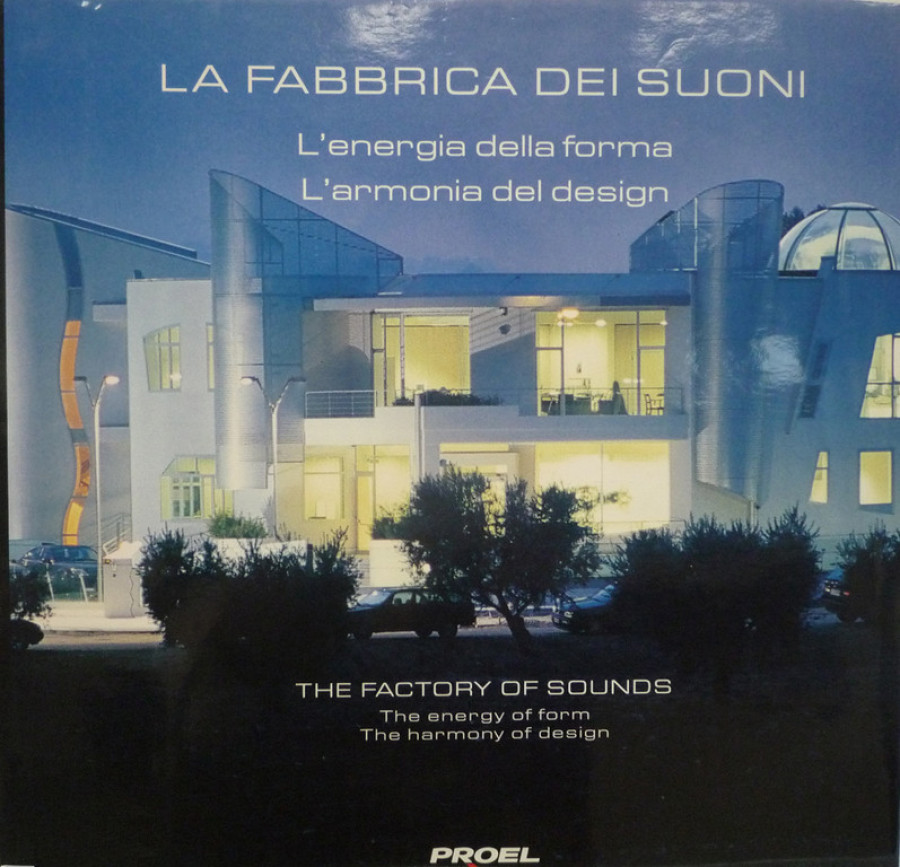 LA FABBRICA DEI SUONI
L'energia della forma
L'armonia del design
THE FACTORY OF SOUNDS
The energy of form
The harmony of design
PROEL